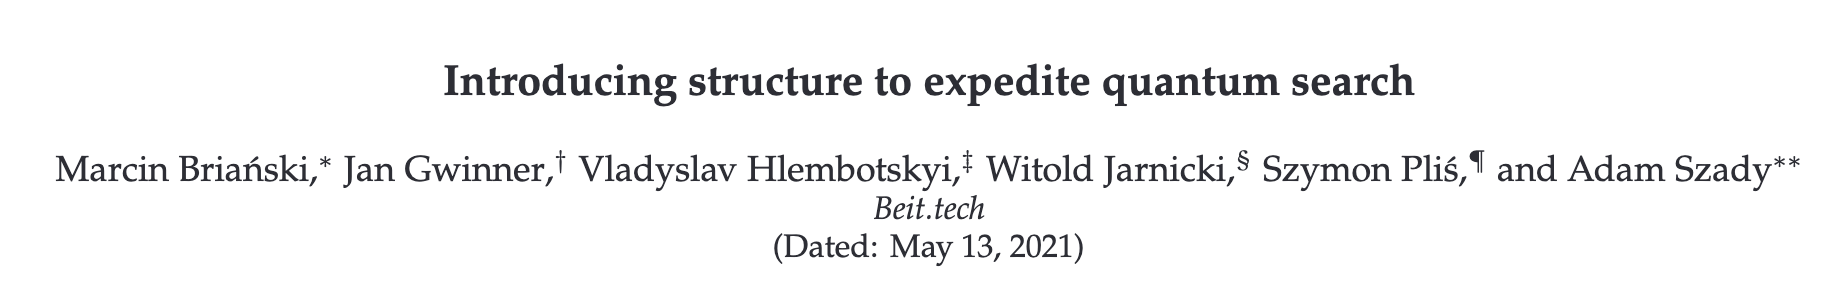 Introducing structure to expedite quantum search
Marcin Briański,* Jan Gwinner,† Vladyslav Hlembotskyi,‡ Witold Jarnicki,§ Szymon Pliś,¶ and Adam Szady**
Beit.tech
(Dated: May 13, 2021)